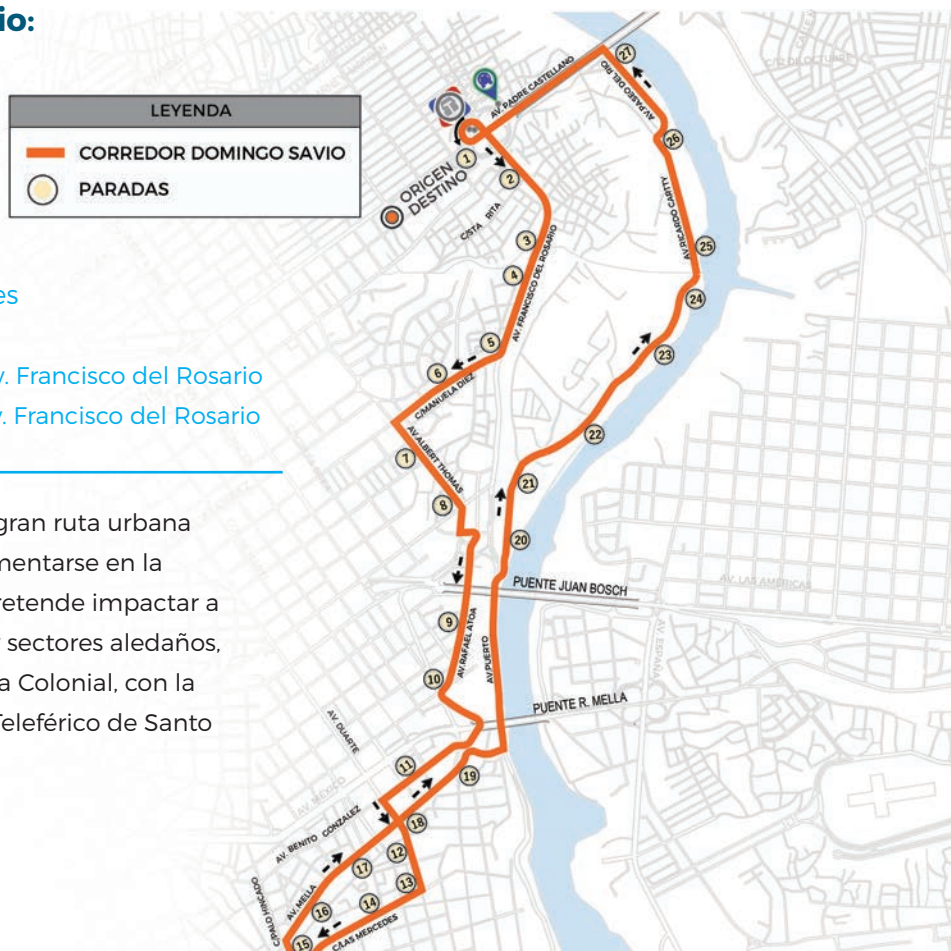 io:
LEYENDA
CORREDOR DOMINGO SAVIO
PARADAS
es
v. Francisco del Rosario
v. Francisco del Rosario
gran ruta urbana
mentarse en la
retende impactar a
sectores aledaños,
a Colonial, con la
Teleférico de Santo
AV. PADRE CASTELLANO
AV.PASEO DEL RIO
27
26
1
2
ORIGEN
DESTINO
C/STA RITA
3
4
AV. FRANCISCO DEL ROSARIO
AV.RICARDO CARITY
25
24
5
6
C/MANUELA DIEZ
23
AV.ALBERT THOMAS
7
22
8
21
20
PUENTE JUAN BOSCH
AV. LAS AMERICAS
AV. ESPAÑA
9
AV.RAFAEL ATOA
AV.PUERTO
10
PUENTE R. MELLA
AV. DUARTE
11
19
AV. MEXICO
AV. BENITO GONZALEZ
18
12
17
13
C/PALO HINCADO
AV. MELLA
16
14
15
C/LAS MERCEDES